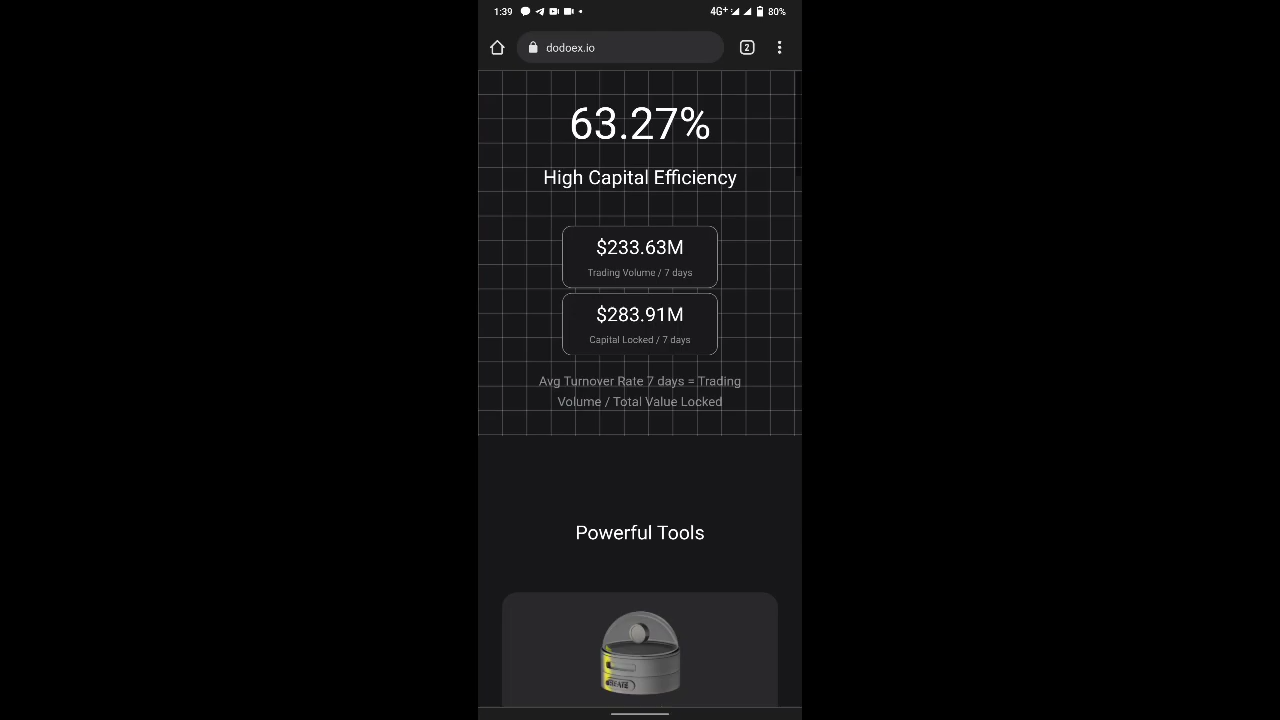 1:39
4G+
80%
dodoex.io
2
63.27%
High Capital Efficiency
$233.63M
Trading Volume / 7 days
$283.91M
Capital Locked / 7 days
Avg Turnover Rate 7 days = Trading
Volume / Total Value Locked
Powerful Tools